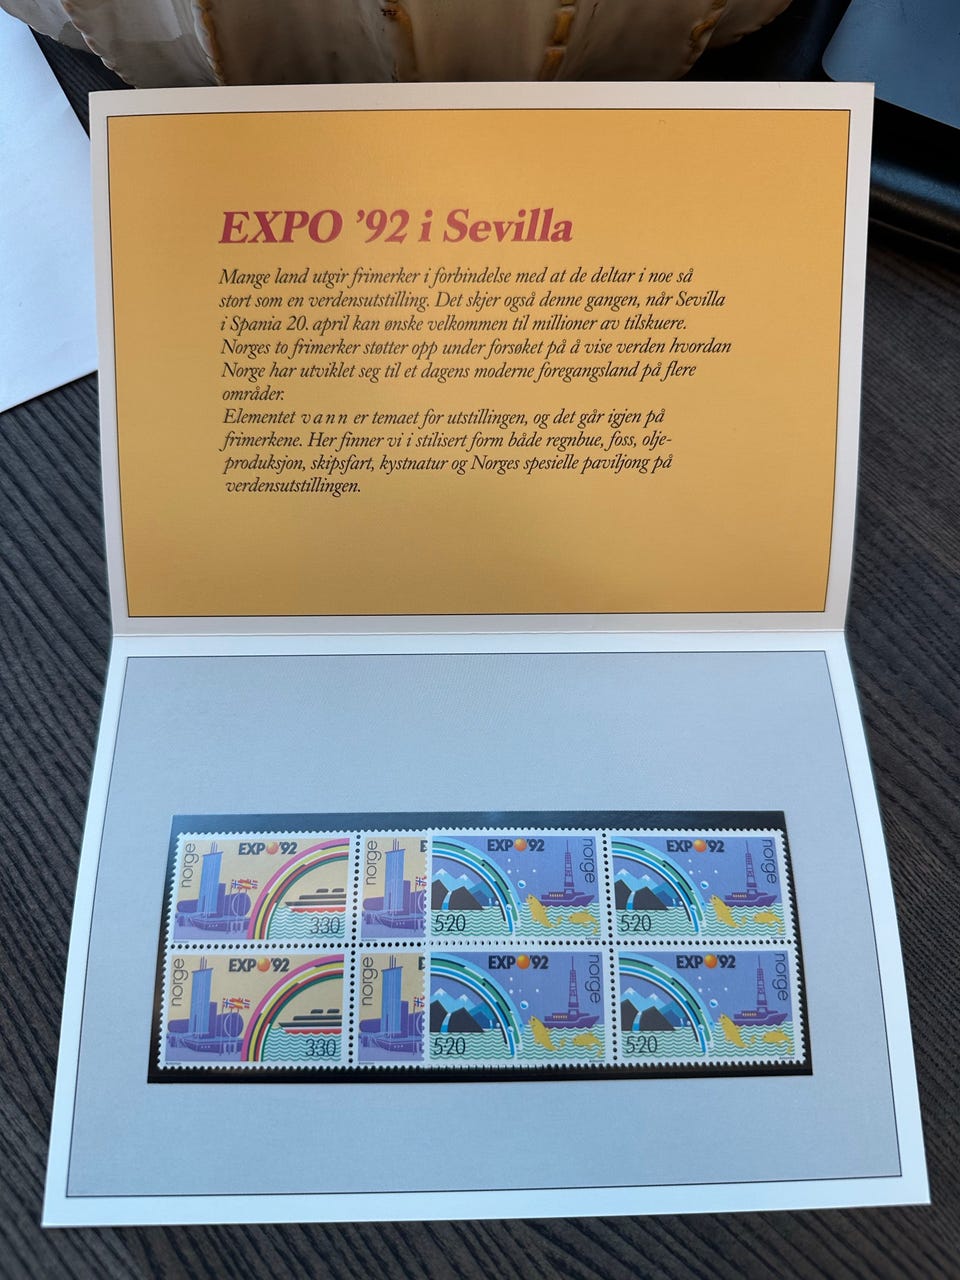 EXPO ’92 i Sevilla
Mange land utgir frimerker i forbindelse med at de deltar i noe så
stort som en verdensutstilling. Det skjer også denne gangen, når Sevilla
i Spania 20. april kan ønske velkommen til millioner av tilskuere.
Norges to frimerker støtter opp under forsøket på å vise verden hvordan
Norge har utviklet seg til et dagens moderne foregangsland på flere
områder.
Elementet v a n n er temaet for utstillingen, og det går igjen på
frimerkene. Her finner vi i stilisert form både regnbue, foss, olje-
produksjon, skipsfart, kystnatur og Norges spesielle paviljong på
verdensutstillingen.
norge EXPO’92 330
norge E
EXPO’92 norge 520
EXPO’92 norge 520
norge EXPO’92 330
norge E
EXPO’92 norge 520
EXPO’92 norge 520